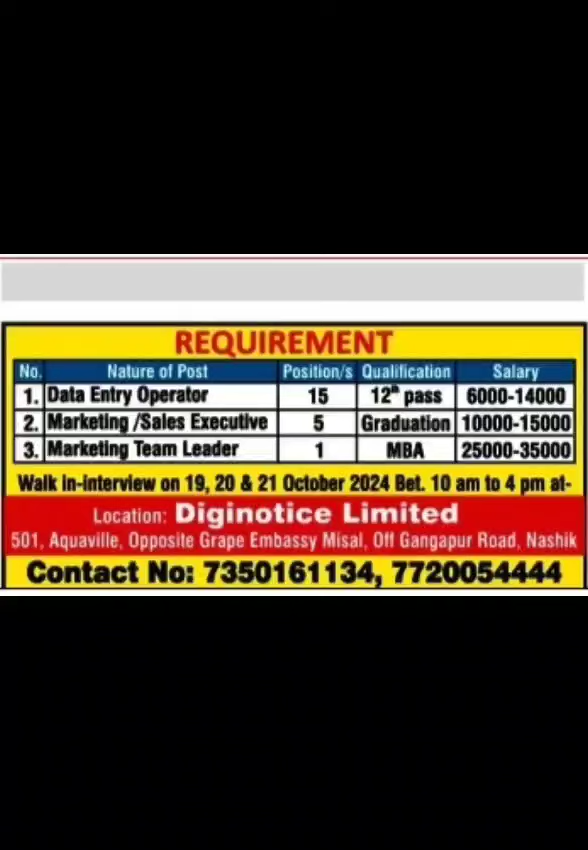 REQUIREMENT
No. Nature of Post Position/s Qualification Salary
1. Data Entry Operator 15 12th pass 6000-14000
2. Marketing /Sales Executive 5 Graduation 10000-15000
3. Marketing Team Leader 1 MBA 25000-35000
Walk in-interview on 19, 20 & 21 October 2024 Bet. 10 am to 4 pm at-
Location: Diginotice Limited
501, Aquaville, Opposite Grape Embassy Misal, Off Gangapur Road, Nashik
Contact No: 7350161134, 7720054444